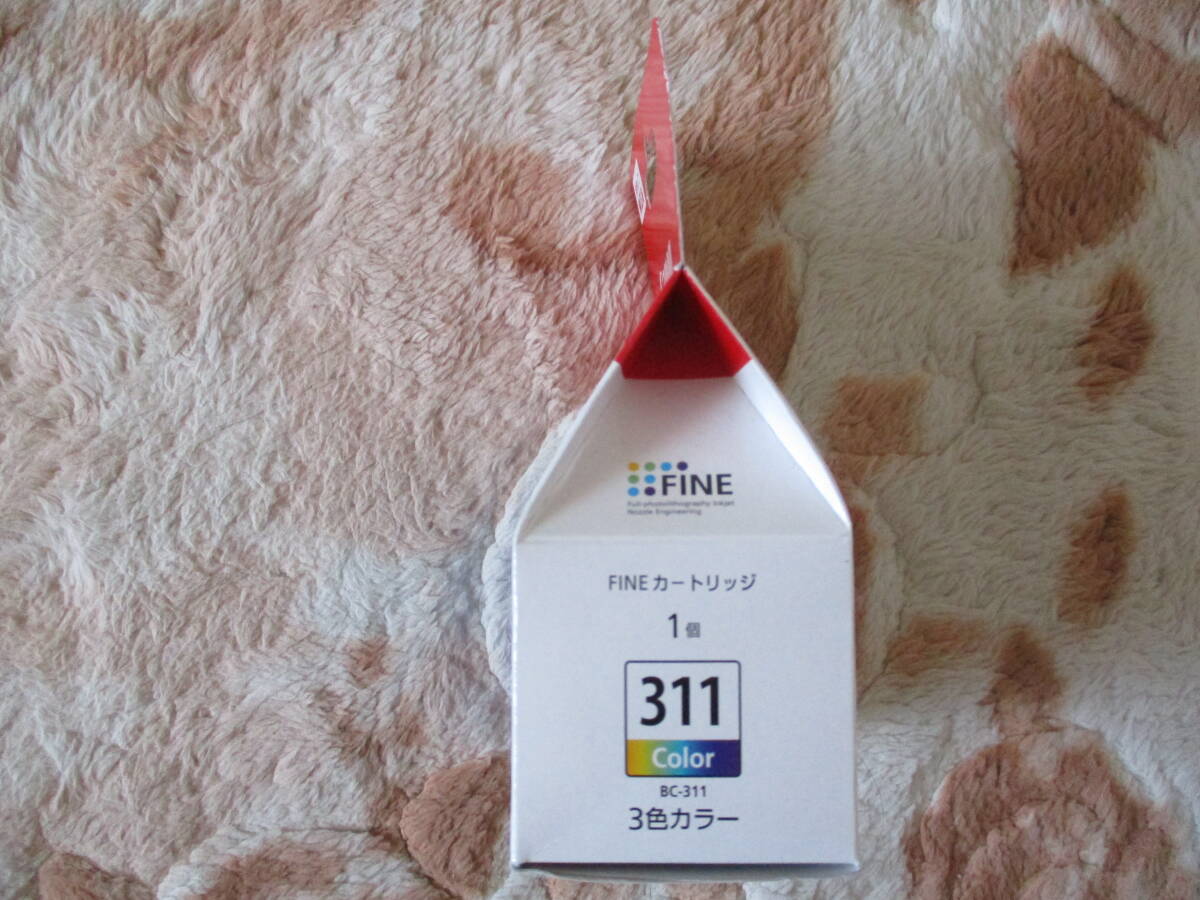 FINE
Full-photolithography Inkjet
Nozzle Engineering
FINEカートリッジ
1個
311
Color
BC-311
3色カラー